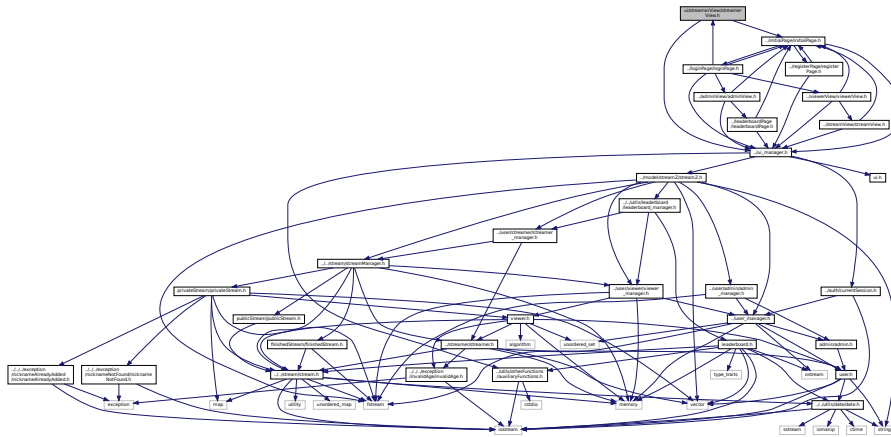 ui/streamerView/streamer
View.h
../initialPage/initialPage.h
../loginPage/loginPage.h
../registerPage/register
Page.h
../adminView/adminView.h
../viewerView/viewerView.h
../leaderboardPage
/leaderboardPage.h
../streamView/streamView.h
../ui_manager.h
../model/streamZ/streamZ.h
ui.h
../../utils/leaderboard
/leaderboard_manager.h
../user/streamer/streamer
_manager.h
../../stream/streamManager.h
privateStream/privateStream.h
../user/viewer/viewer
_manager.h
../user/admin/admin
_manager.h
../auth/currentSession.h
publicStream/publicStream.h
viewer.h
../user_manager.h
finishedStream/finishedStream.h
../streamer/streamer.h
algorithm
unordered_set
leaderboard.h
admin/admin.h
../../../exception
/nicknameAlreadyAdded/
nicknameAlreadyAdded.h
../../../exception
/nicknameNotFound/nickname
NotFound.h
../stream/stream.h
../../../exception
/invalidAge/invalidAge.h
../utils/otherFunctions
/auxiliaryFunctions.h
type_traits
ostream
user.h
exception
map
utility
unordered_map
fstream
cstdio
memory
vector
../../utils/date/date.h
iostream
sstream
iomanip
ctime
string